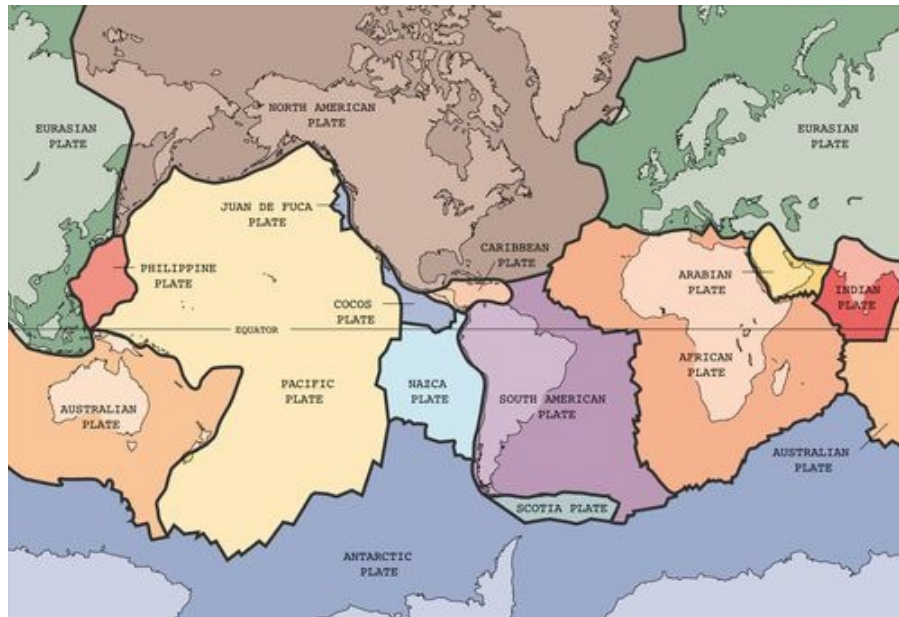 NORTH AMERICAN
PLATE
EURASIAN
PLATE
EURASIAN
PLATE
JUAN DE FUCA
PLATE
CARIBBEAN
PLATE
PHILIPPINE
PLATE
ARABIAN
PLATE
INDIAN
PLATE
COCOS
PLATE
EQUATOR
AFRICAN
PLATE
PACIFIC
PLATE
NAZCA
PLATE
SOUTH AMERICAN
PLATE
AUSTRALIAN
PLATE
AUSTRALIAN
PLATE
SCOTIA PLATE
ANTARCTIC
PLATE